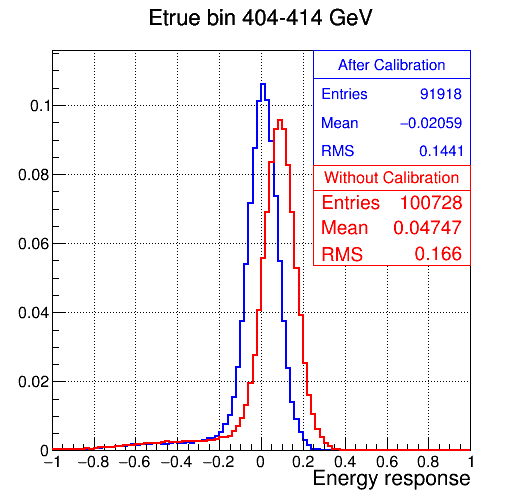 Etrue bin 404-414 GeV
After Calibration
Entries 91918
Mean −0.02059
RMS 0.1441
Without Calibration
Entries 100728
Mean 0.04747
RMS 0.166
0.1
0.08
0.06
0.04
0.02
0
−1 −0.8 −0.6 −0.4 −0.2 0 0.2 0.4 0.6 0.8 1
Energy response